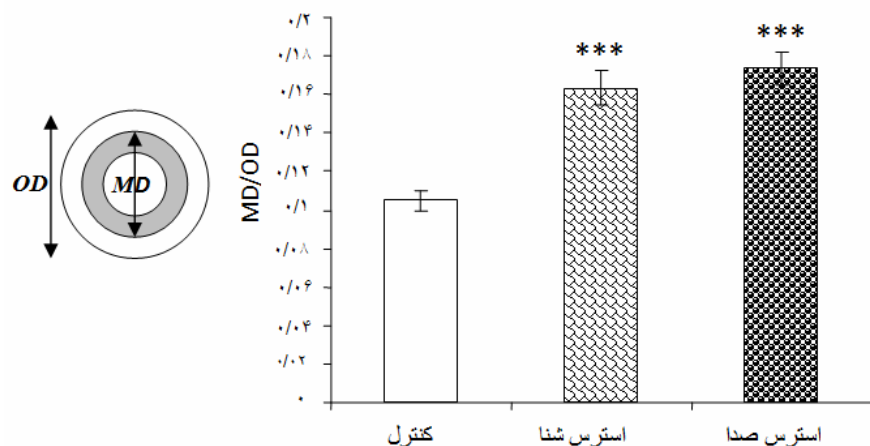 OD
MD
MD/OD
۰/۲
۰/۱۸
۰/۱۶
۰/۱۴
۰/۱۲
۰/۱
۰/۰۸
۰/۰۶
۰/۰۴
۰/۰۲
۰
***
***
کنترل
استرس شنا
استرس صدا